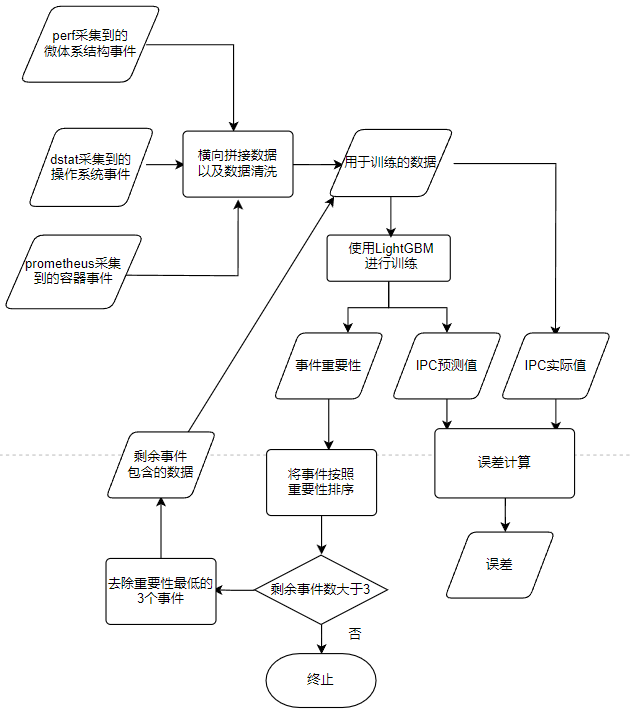 perf采集到的
微体系结构事件
dstat采集到的
操作系统事件
横向拼接数据
以及数据清洗
用于训练的数据
prometheus采集
到的容器事件
使用LightGBM
进行训练
事件重要性
IPC预测值
IPC实际值
剩余事件
包含的数据
将事件按照
重要性排序
误差计算
去除重要性最低的
3个事件
剩余事件数大于3
误差
否
终止